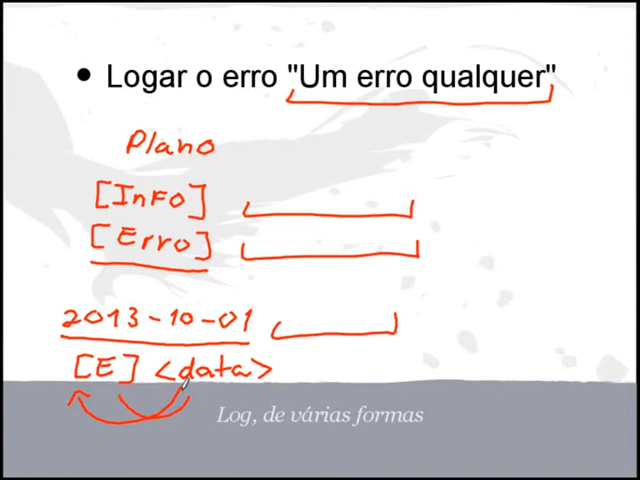 • Logar o erro "Um erro qualquer"
Plano
[Info]
[Erro]
2013-10-01
[E] <data>
Log, de várias formas